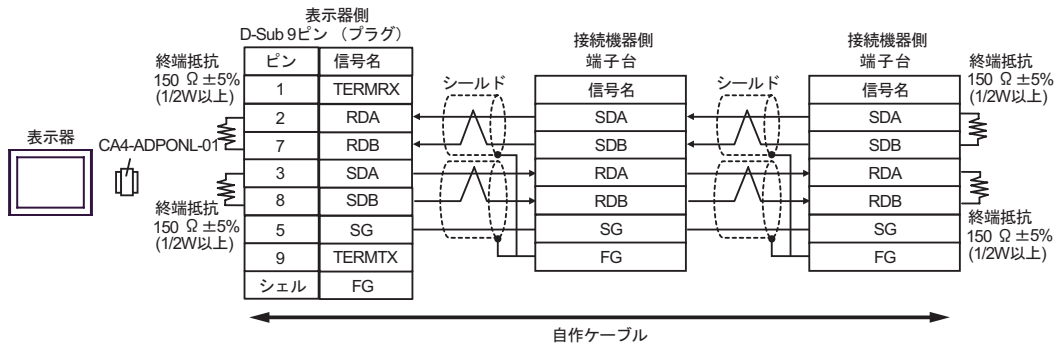 表示器側
D-Sub 9ピン （プラグ）
終端抵抗
150 Ω ±5%
(1/2W以上)
ピン 信号名
1 TERMRX
2 RDA
7 RDB
3 SDA
8 SDB
5 SG
9 TERMTX
シェル FG
表示器
CA4-ADPONL-01
終端抵抗
150 Ω ±5%
(1/2W以上)
シールド
接続機器側
端子台
信号名
SDA
SDB
RDA
RDB
SG
FG
シールド
接続機器側
端子台
信号名
SDA
SDB
RDA
RDB
SG
FG
終端抵抗
150 Ω ±5%
(1/2W以上)
終端抵抗
150 Ω ±5%
(1/2W以上)
自作ケーブル